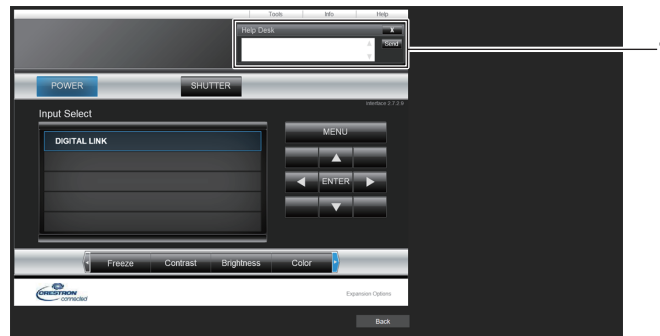 Tools Info Help
Help Desk X
Send
POWER SHUTTER
Interface 2.7.2.9
Input Select
DIGITAL LINK
MENU
ENTER
Freeze Contrast Brightness Color
CRESTRON
connected
Expansion Options
Back